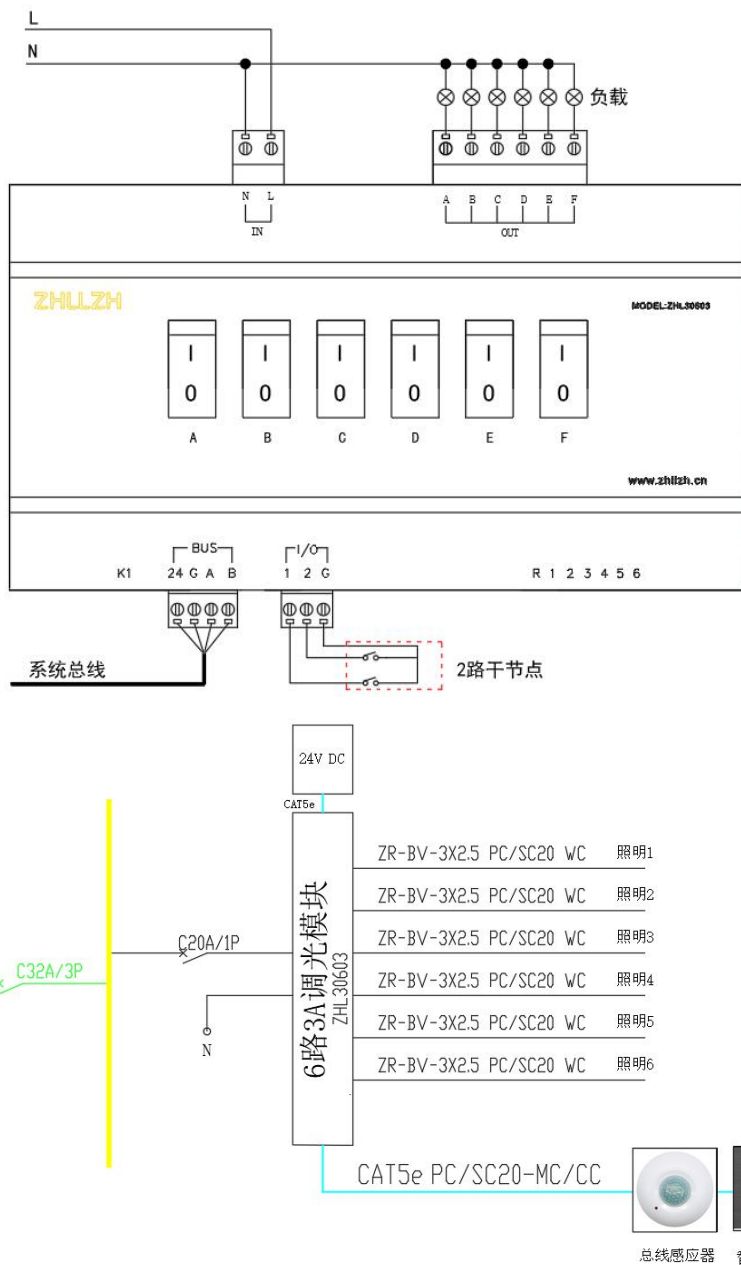 L
N
负载
N L
IN
A B C D E F
OUT
ZHLLZH
MODEL:ZHL30603
I I I I I I
0 0 0 0 0 0
A B C D E F
www.zhllzh.cn
BUS I/O
K1 24 G A B 1 2 G R 1 2 3 4 5 6
系统总线
2路干节点
24V DC
CAT5e
6路3A调光模块
ZHL30603
ZR-BV-3X2.5 PC/SC20 WC 照明1
ZR-BV-3X2.5 PC/SC20 WC 照明2
ZR-BV-3X2.5 PC/SC20 WC 照明3
ZR-BV-3X2.5 PC/SC20 WC 照明4
ZR-BV-3X2.5 PC/SC20 WC 照明5
ZR-BV-3X2.5 PC/SC20 WC 照明6
C20A/1P
C32A/3P
N
CAT5e PC/SC20-MC/CC
总线感应器